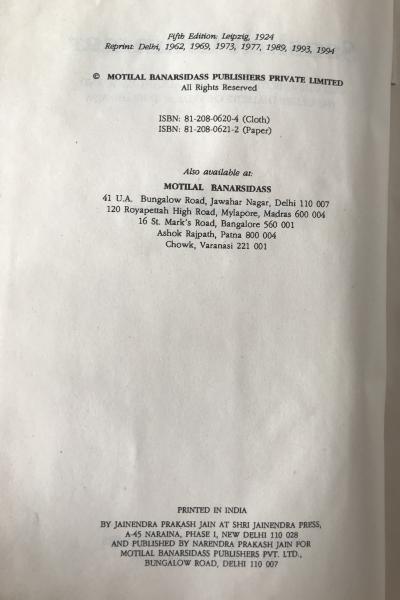 Fifth Edition: Leipzig, 1924
Reprint: Delhi, 1962, 1969, 1973, 1977, 1989, 1993, 1994
© MOTILAL BANARSIDASS PUBLISHERS PRIVATE LIMITED
All Rights Reserved
ISBN: 81-208-0620-4 (Cloth)
ISBN: 81-208-0621-2 (Paper)
Also available at:
MOTILAL BANARSIDASS
41 U.A. Bungalow Road, Jawahar Nagar, Delhi 110 007
120 Royapettah High Road, Mylapore, Madras 600 004
16 St. Mark's Road, Bangalore 560 001
Ashok Rajpath, Patna 800 004
Chowk, Varanasi 221 001
PRINTED IN INDIA
BY JAINENDRA PRAKASH JAIN AT SHRI JAINENDRA PRESS,
A-45 NARAINA, PHASE I, NEW DELHI 110 028
AND PUBLISHED BY NARENDRA PRAKASH JAIN FOR
MOTILAL BANARSIDASS PUBLISHERS PVT. LTD.,
BUNGALOW ROAD, DELHI 110 007